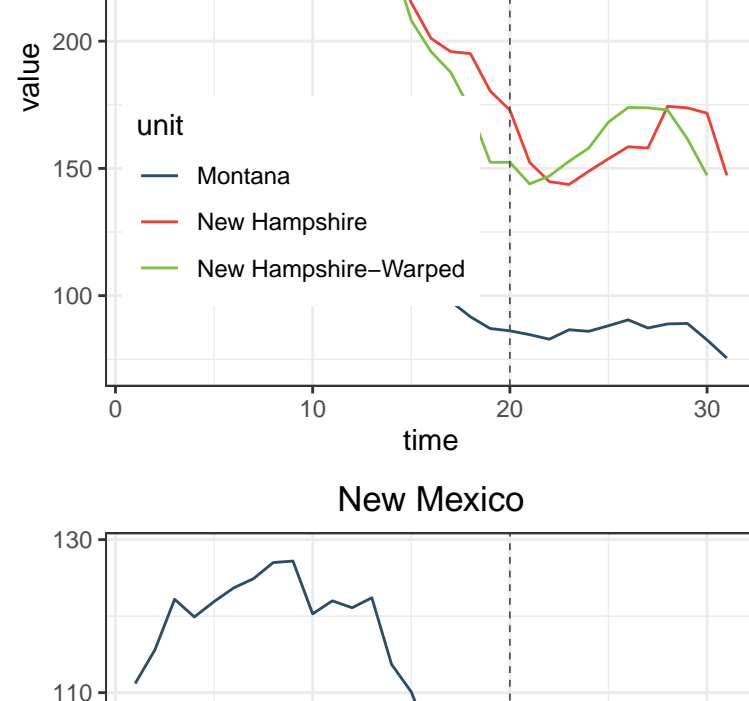 200
value
unit
150
Montana
New Hampshire
New Hampshire−Warped
100
0 10 20 30
time
New Mexico
130
110